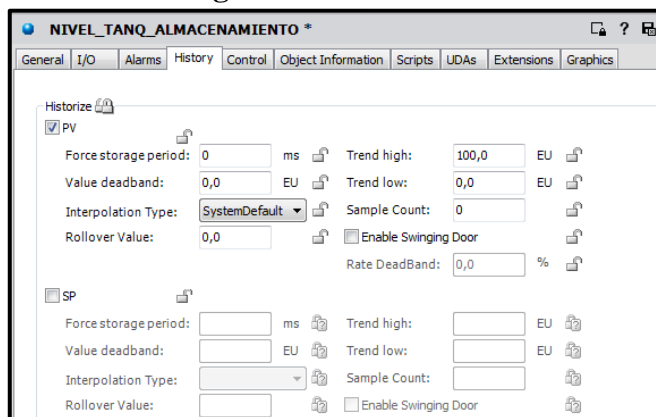 NIVEL_TANQ_ALMACENAMIENTO *
?
General I/O Alarms History Control Object Information Scripts UDAs Extensions Graphics
Historize
PV
Force storage period: 0 ms Trend high: 100,0 EU
Value deadband: 0,0 EU Trend low: 0,0 EU
Interpolation Type: SystemDefault Sample Count: 0
Rollover Value: 0,0 Enable Swinging Door
Rate DeadBand: 0,0 %
SP
Force storage period: ms Trend high: EU
Value deadband: EU Trend low: EU
Interpolation Type: Sample Count:
Rollover Value: Enable Swinging Door